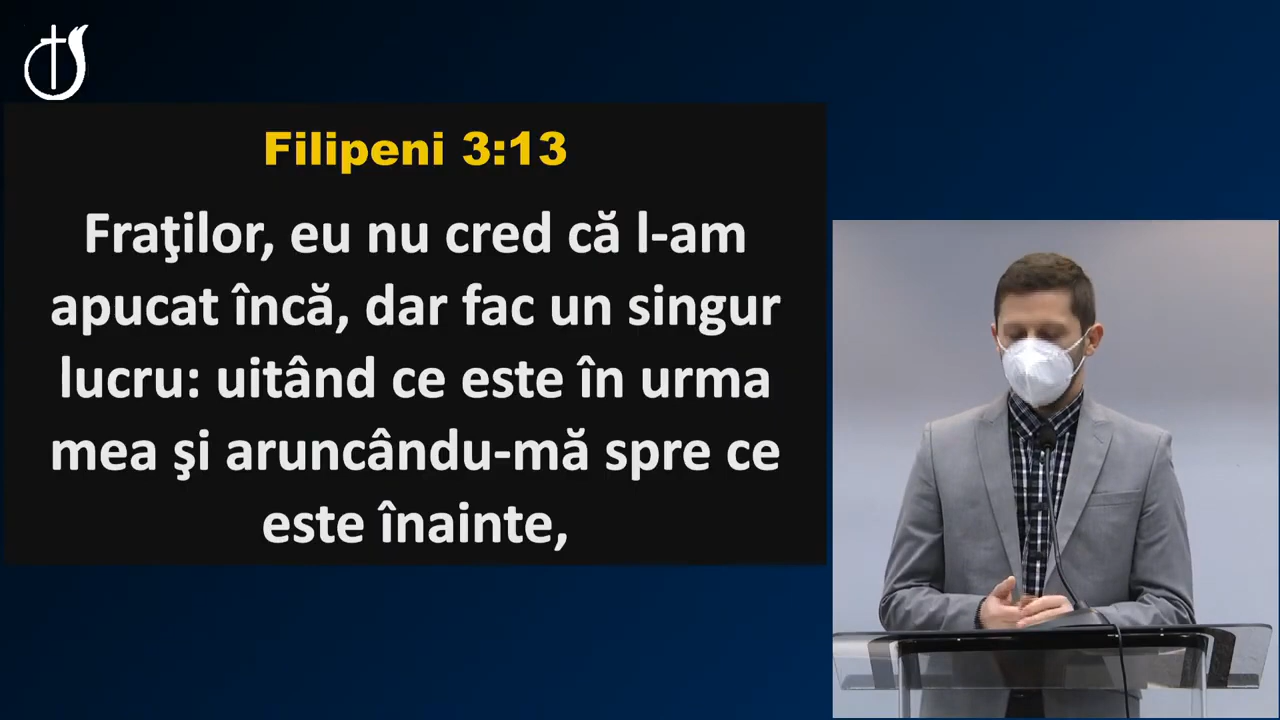 Filipeni 3:13
Fraţilor, eu nu cred că l-am
apucat încă, dar fac un singur
lucru: uitând ce este în urma
mea şi aruncându-mă spre ce
este înainte,